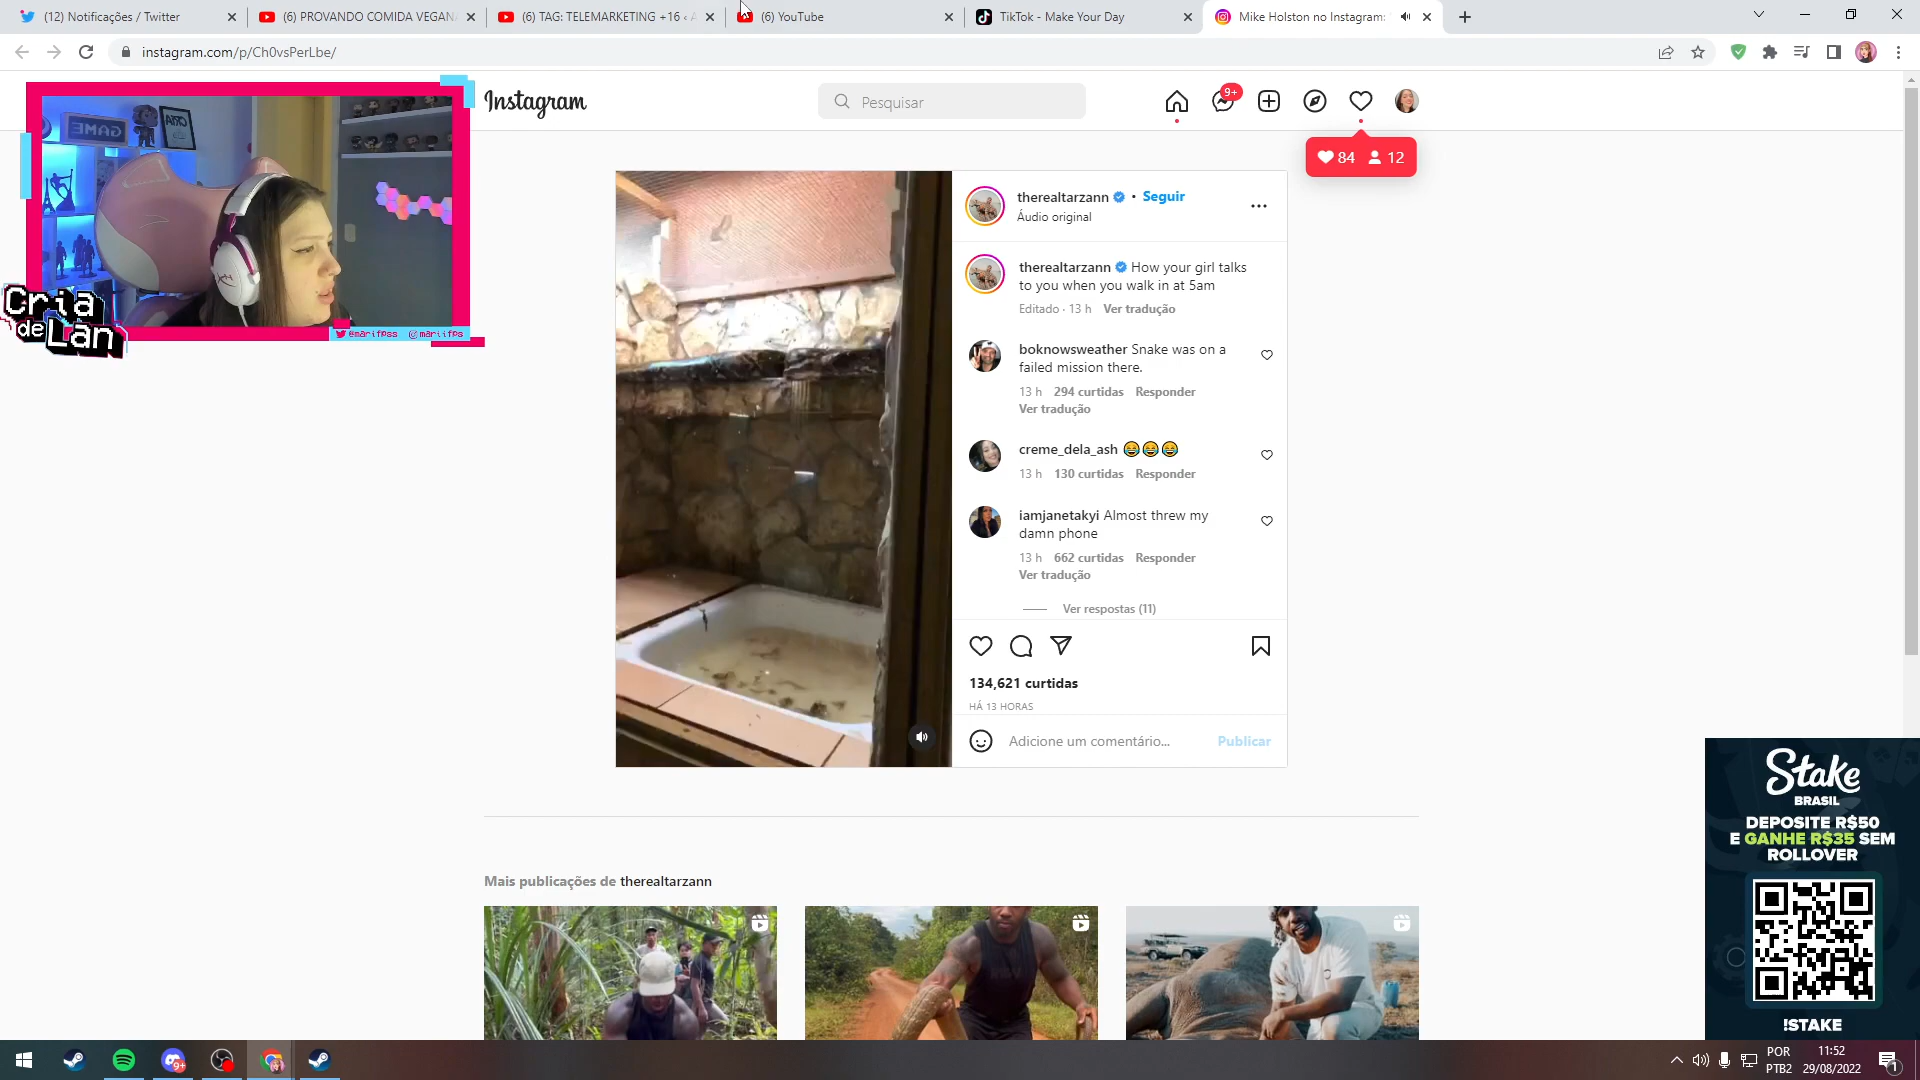 (12) Notificações / Twitter
(6) PROVANDO COMIDA VEGANA
(6) TAG: TELEMARKETING +16
(6) YouTube
TikTok - Make Your Day
Mike Holston no Instagram:
instagram.com/p/Ch0vsPerLbe/
GAME
Cria
de Lan
@marifpss
@mariifps
Instagram
Pesquisar
9+
84
12
therealtarzann • Seguir
Áudio original
therealtarzann How your girl talks
to you when you walk in at 5am
Editado · 13 h Ver tradução
boknowsweather Snake was on a
failed mission there.
13 h 294 curtidas Responder
Ver tradução
creme_dela_ash 😂😂😂
13 h 130 curtidas Responder
iamjanetakyi Almost threw my
damn phone
13 h 662 curtidas Responder
Ver tradução
Ver respostas (11)
134,621 curtidas
HÁ 13 HORAS
Adicione um comentário...
Publicar
Mais publicações de therealtarzann
Stake
BRASIL
DEPOSITE R$50
E GANHE R$35 SEM
ROLLOVER
!STAKE
9+
POR
PTB2
11:52
29/08/2022
1